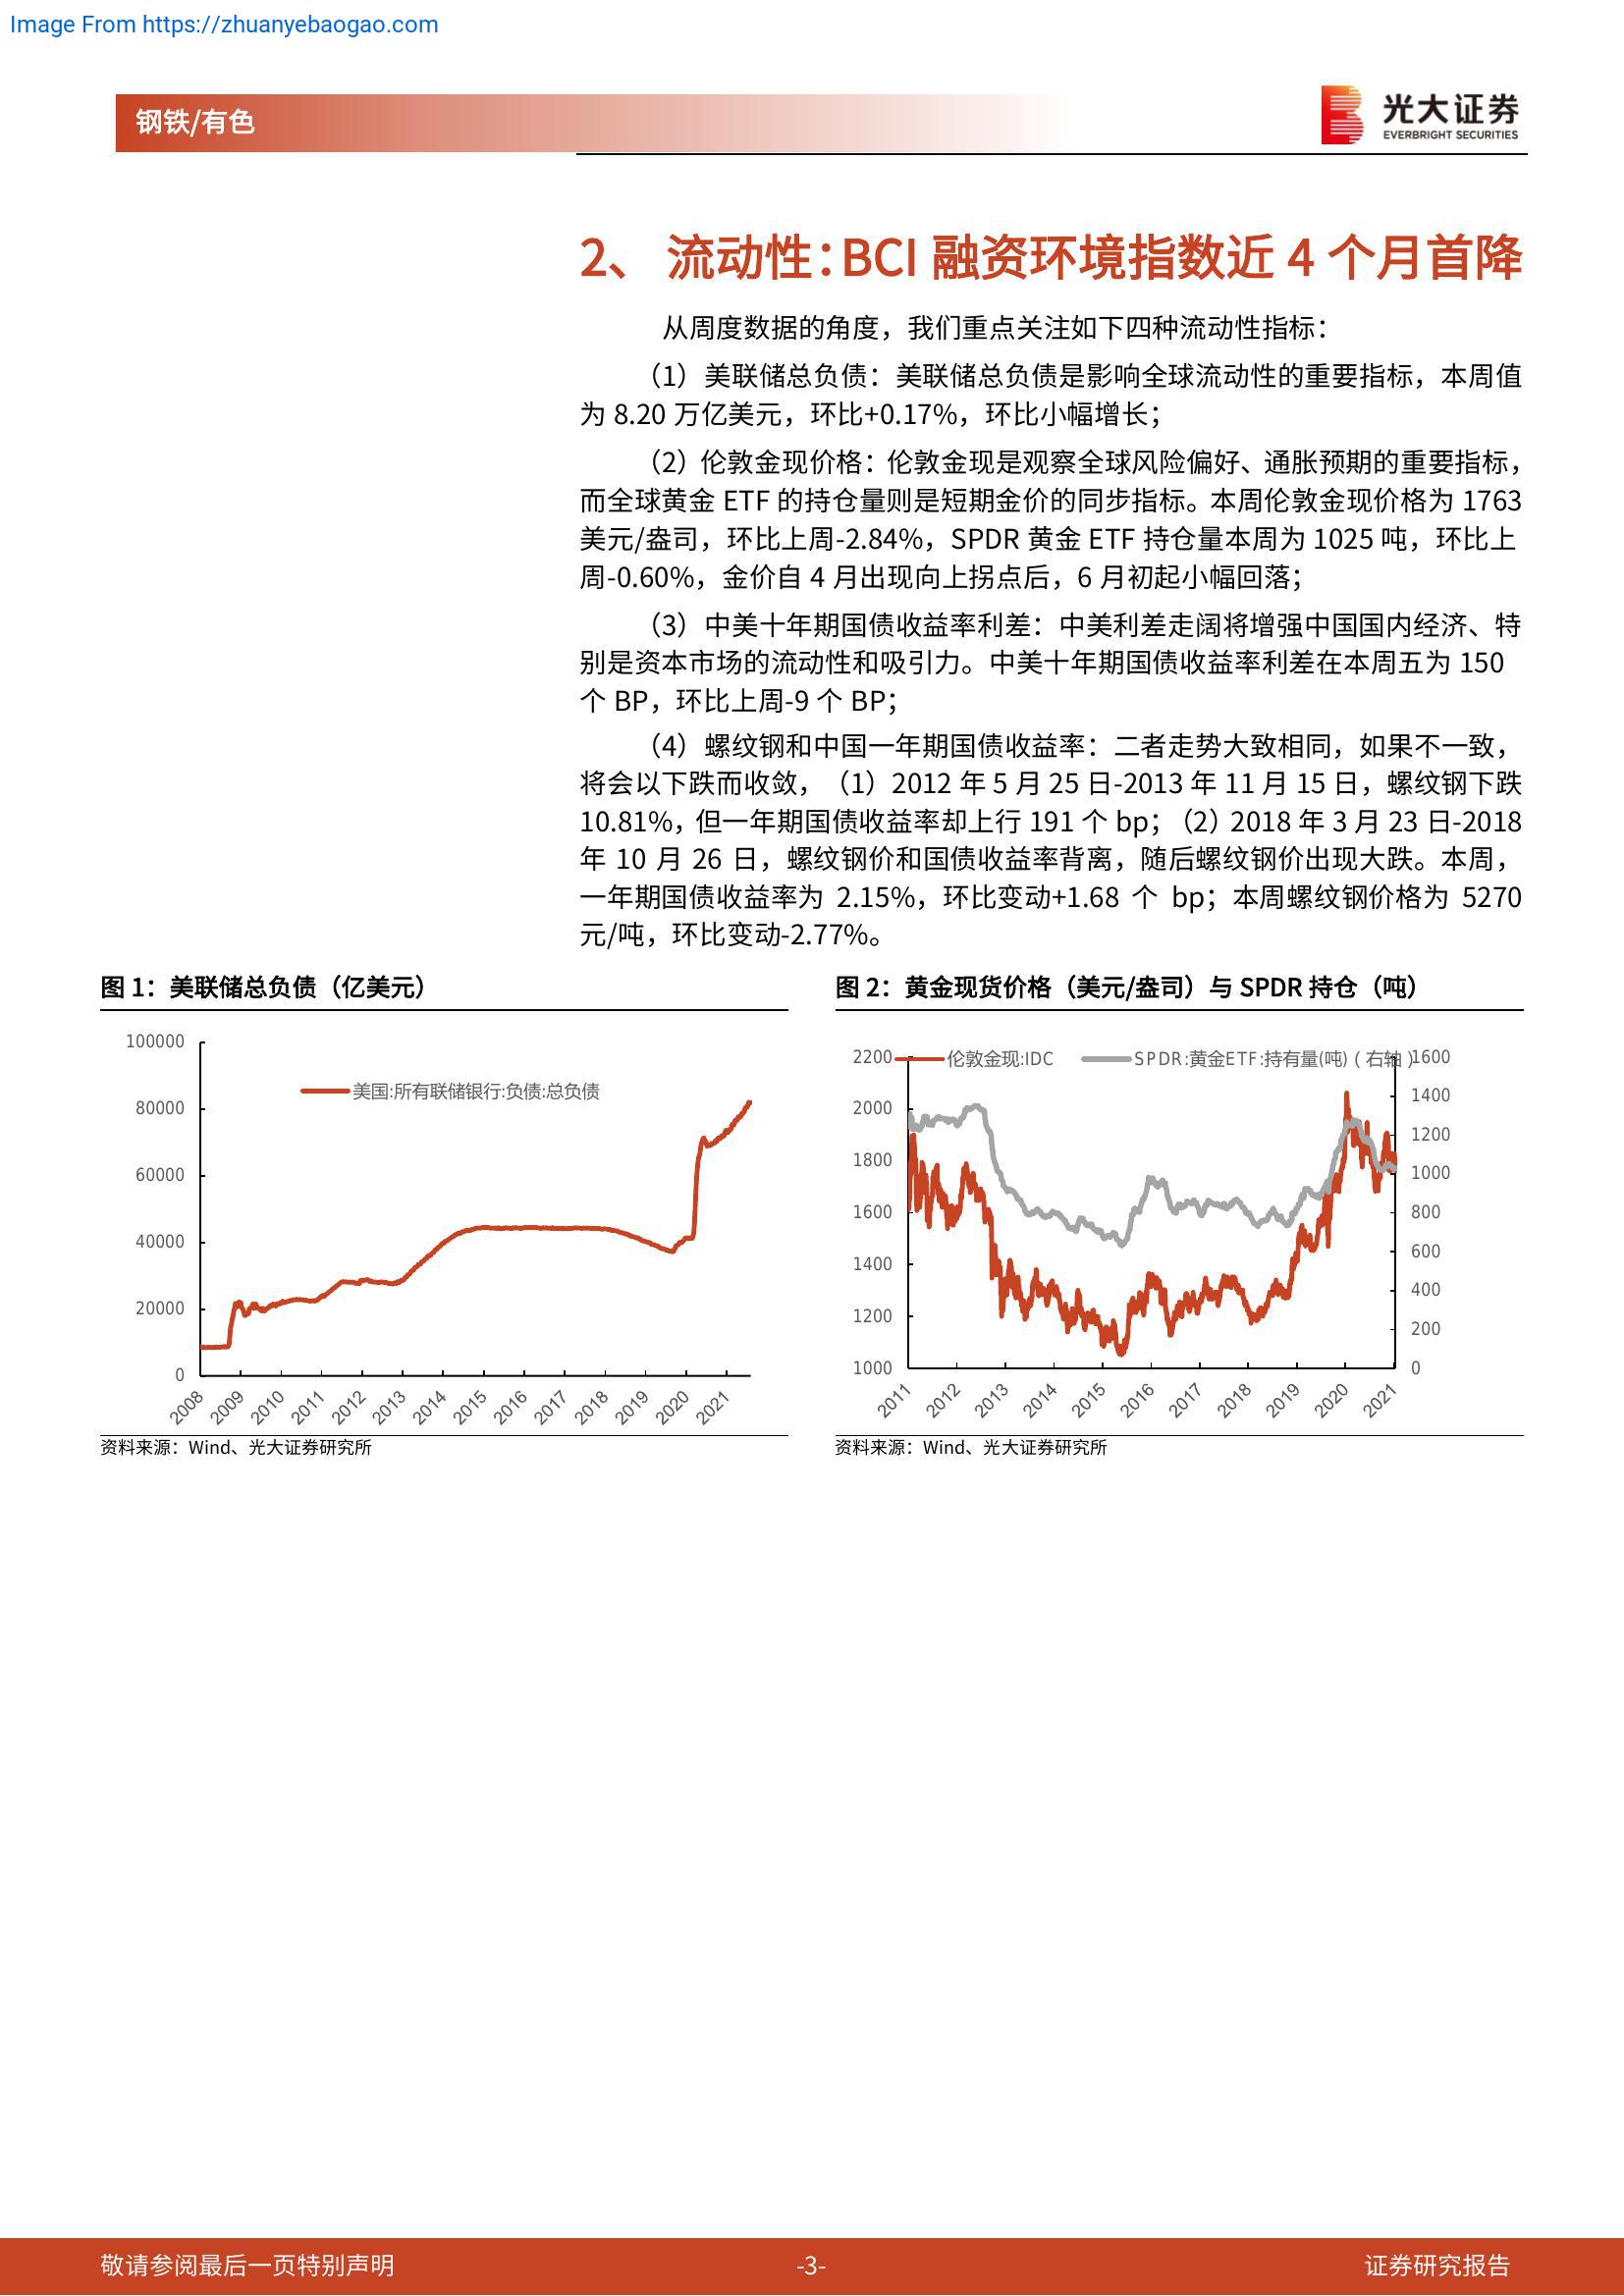 Image From https://zhuanyebaogao.com
钢铁/有色
光大证券
EVERBRIGHT SECURITIES
2、 流动性：BCI 融资环境指数近 4 个月首降
从周度数据的角度，我们重点关注如下四种流动性指标：
（1）美联储总负债：美联储总负债是影响全球流动性的重要指标，本周值
为 8.20 万亿美元，环比+0.17%，环比小幅增长；
（2）伦敦金现价格：伦敦金现是观察全球风险偏好、通胀预期的重要指标，
而全球黄金 ETF 的持仓量则是短期金价的同步指标。本周伦敦金现价格为 1763
美元/盎司，环比上周-2.84%，SPDR 黄金 ETF 持仓量本周为 1025 吨，环比上
周-0.60%，金价自 4 月出现向上拐点后，6 月初起小幅回落；
（3）中美十年期国债收益率利差：中美利差走阔将增强中国国内经济、特
别是资本市场的流动性和吸引力。中美十年期国债收益率利差在本周五为 150
个 BP，环比上周-9 个 BP；
（4）螺纹钢和中国一年期国债收益率：二者走势大致相同，如果不一致，
将会以下跌而收敛，（1）2012 年 5 月 25 日-2013 年 11 月 15 日，螺纹钢下跌
10.81%，但一年期国债收益率却上行 191 个 bp；（2）2018 年 3 月 23 日-2018
年 10 月 26 日，螺纹钢价和国债收益率背离，随后螺纹钢价出现大跌。本周，
一年期国债收益率为 2.15%，环比变动+1.68 个 bp；本周螺纹钢价格为 5270
元/吨，环比变动-2.77%。
图 1：美联储总负债（亿美元）
100000
80000
60000
40000
20000
0
美国:所有联储银行:负债:总负债
2008 2009 2010 2011 2012 2013 2014 2015 2016 2017 2018 2019 2020 2021
资料来源：Wind、光大证券研究所
图 2：黄金现货价格（美元/盎司）与 SPDR 持仓（吨）
伦敦金现:IDC SPDR:黄金ETF:持有量(吻)（右轴）
2200
2000
1800
1600
1400
1200
1000
1600
1400
1200
1000
800
600
400
200
0
2011 2012 2013 2014 2015 2016 2017 2018 2019 2020 2021
资料来源：Wind、光大证券研究所
敬请参阅最后一页特别声明
-3-
证券研究报告